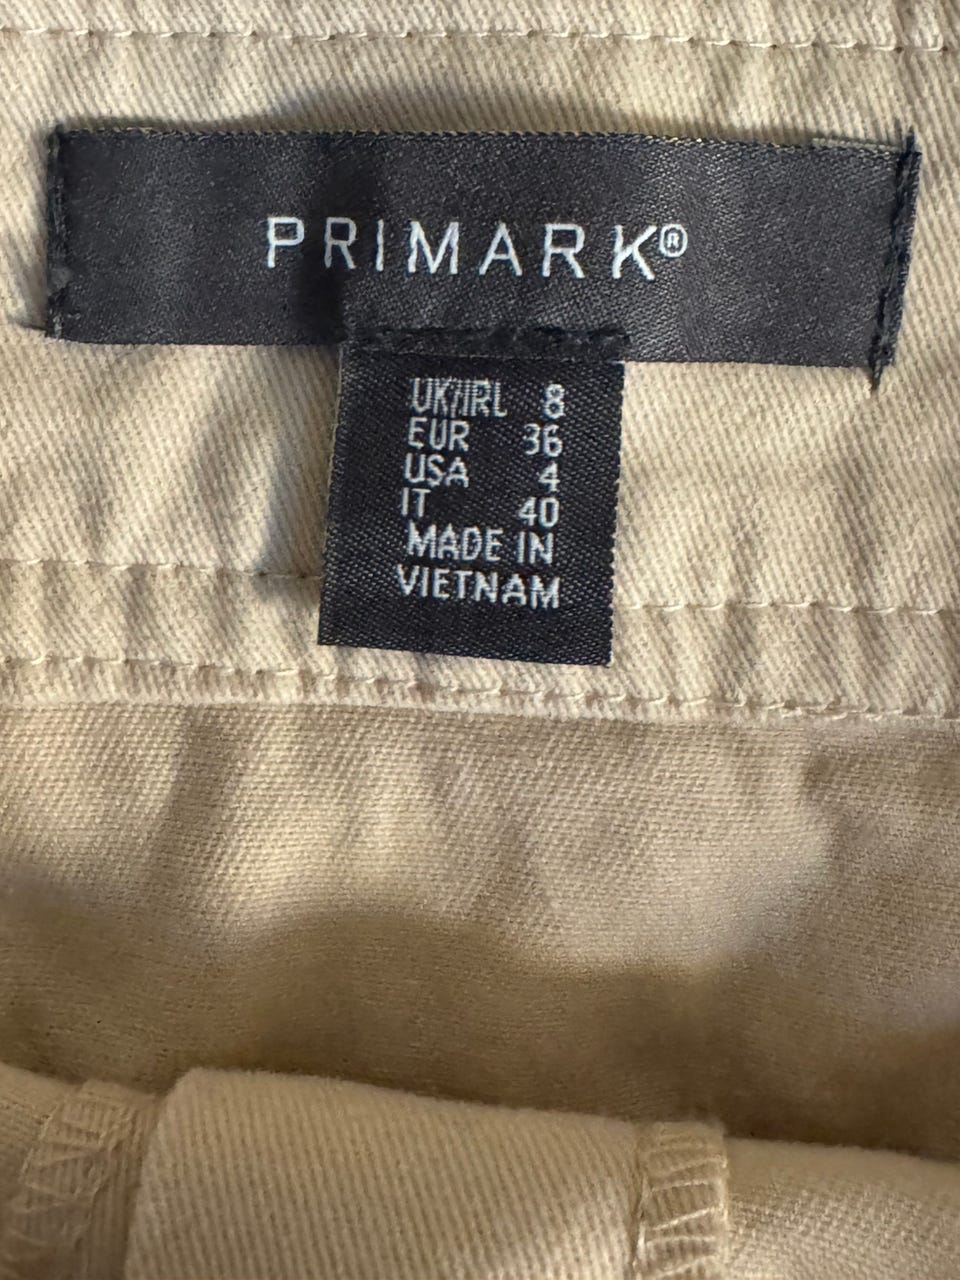 PRIMARK®
UK/IRL 8
EUR 36
USA 4
IT 40
MADE IN
VIETNAM